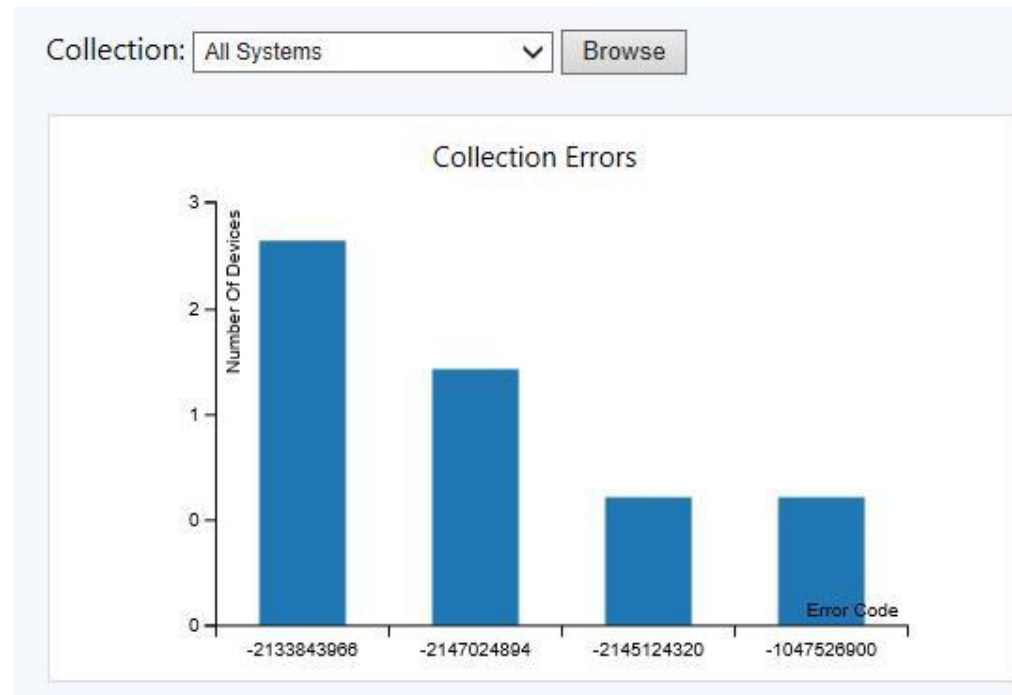 Collection: All Systems Browse
Collection Errors
Number Of Devices
3
2
1
0
0
-2133843966 -2147024894 -2145124320 -1047526900
Error Code